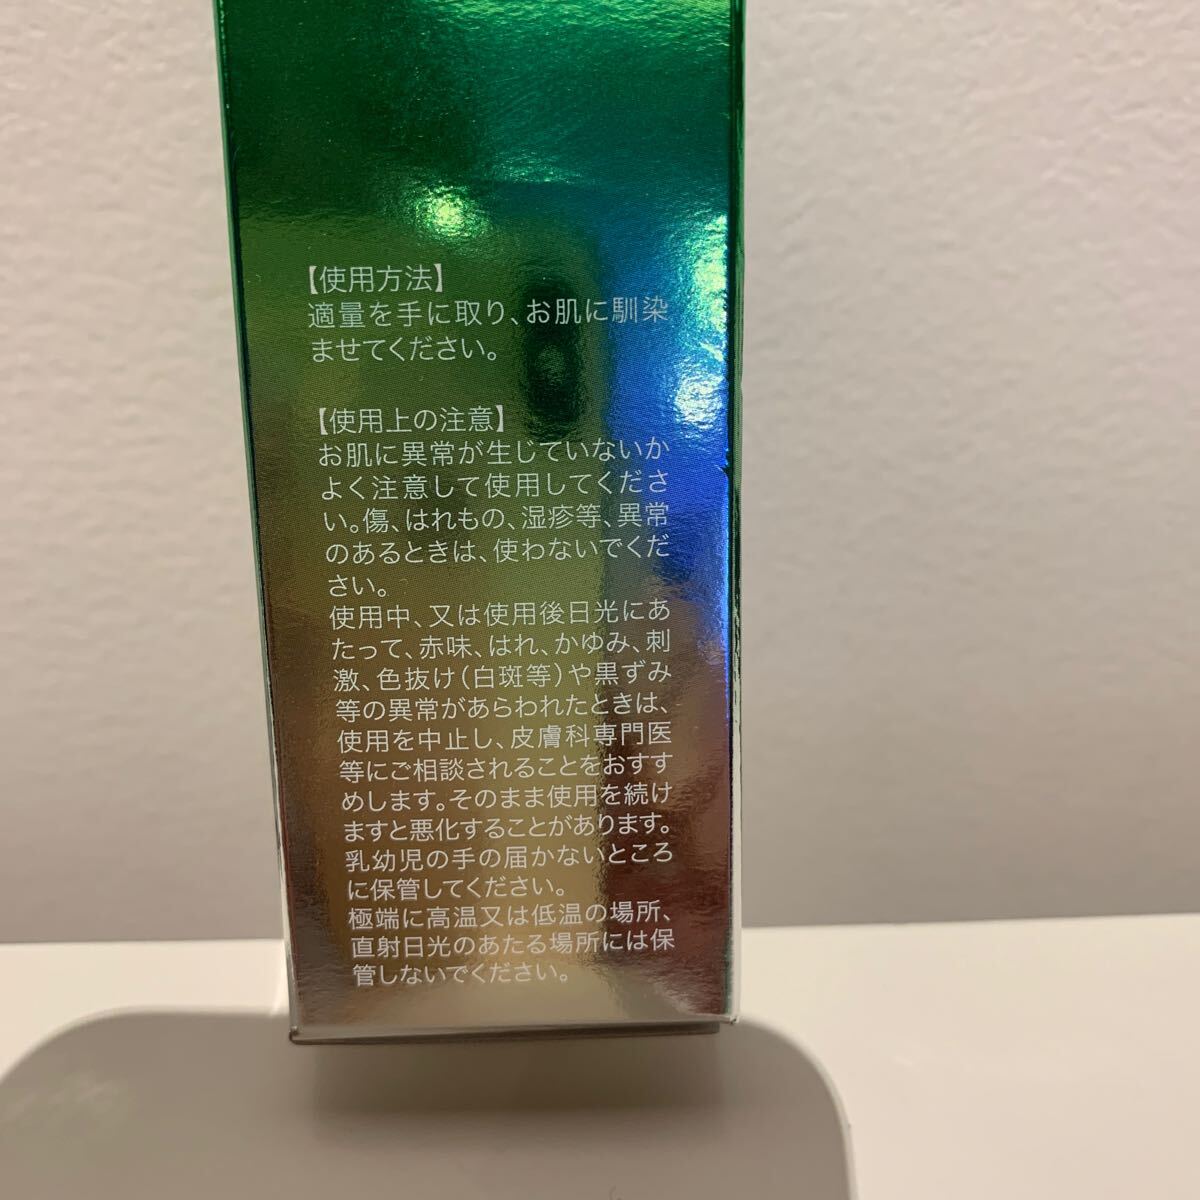 【使用方法】
適量を手に取り、お肌に馴染
ませてください。
【使用上の注意】
お肌に異常が生じていないか
よく注意して使用してくださ
い。傷、はれもの、湿疹等、異常
のあるときは、使わないでくだ
さい。
使用中、又は使用後日光にあ
たって、赤味、はれ、かゆみ、刺
激、色抜け(白斑等)や黒ずみ
等の異常があらわれたときは、
使用を中止し、皮膚科専門医
等にご相談されることをおすす
めします。そのまま使用を続け
ますと悪化することがあります。
乳幼児の手の届かないところ
に保管してください。
極端に高温又は低温の場所、
直射日光のあたる場所には保
管しないでください。